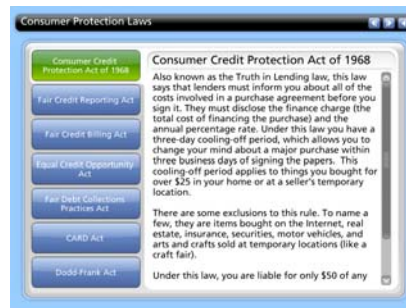 Consumer Protection Laws
Consumer Credit
Protection Act of 1968
Fair Credit Reporting Act
Fair Credit Billing Act
Equal Credit Opportunity
Act
Fair Debt Collections
Practices Act
CARD Act
Dodd-Frank Act
Consumer Credit Protection Act of 1968
Also known as the Truth in Lending law, this law
says that lenders must inform you about all of the
costs involved in a purchase agreement before you
sign it. They must disclose the finance charge (the
total cost of financing the purchase) and the
annual percentage rate. Under this law you have a
three-day cooling-off period, which allows you to
change your mind about a major purchase within
three business days of signing the papers. This
cooling-off period applies to things you bought for
over $25 in your home or at a seller's temporary
location.
There are some exclusions to this rule. To name a
few, they are items bought on the Internet, real
estate, insurance, securities, motor vehicles, and
arts and crafts sold at temporary locations (like a
craft fair).
Under this law, you are liable for only $50 of any